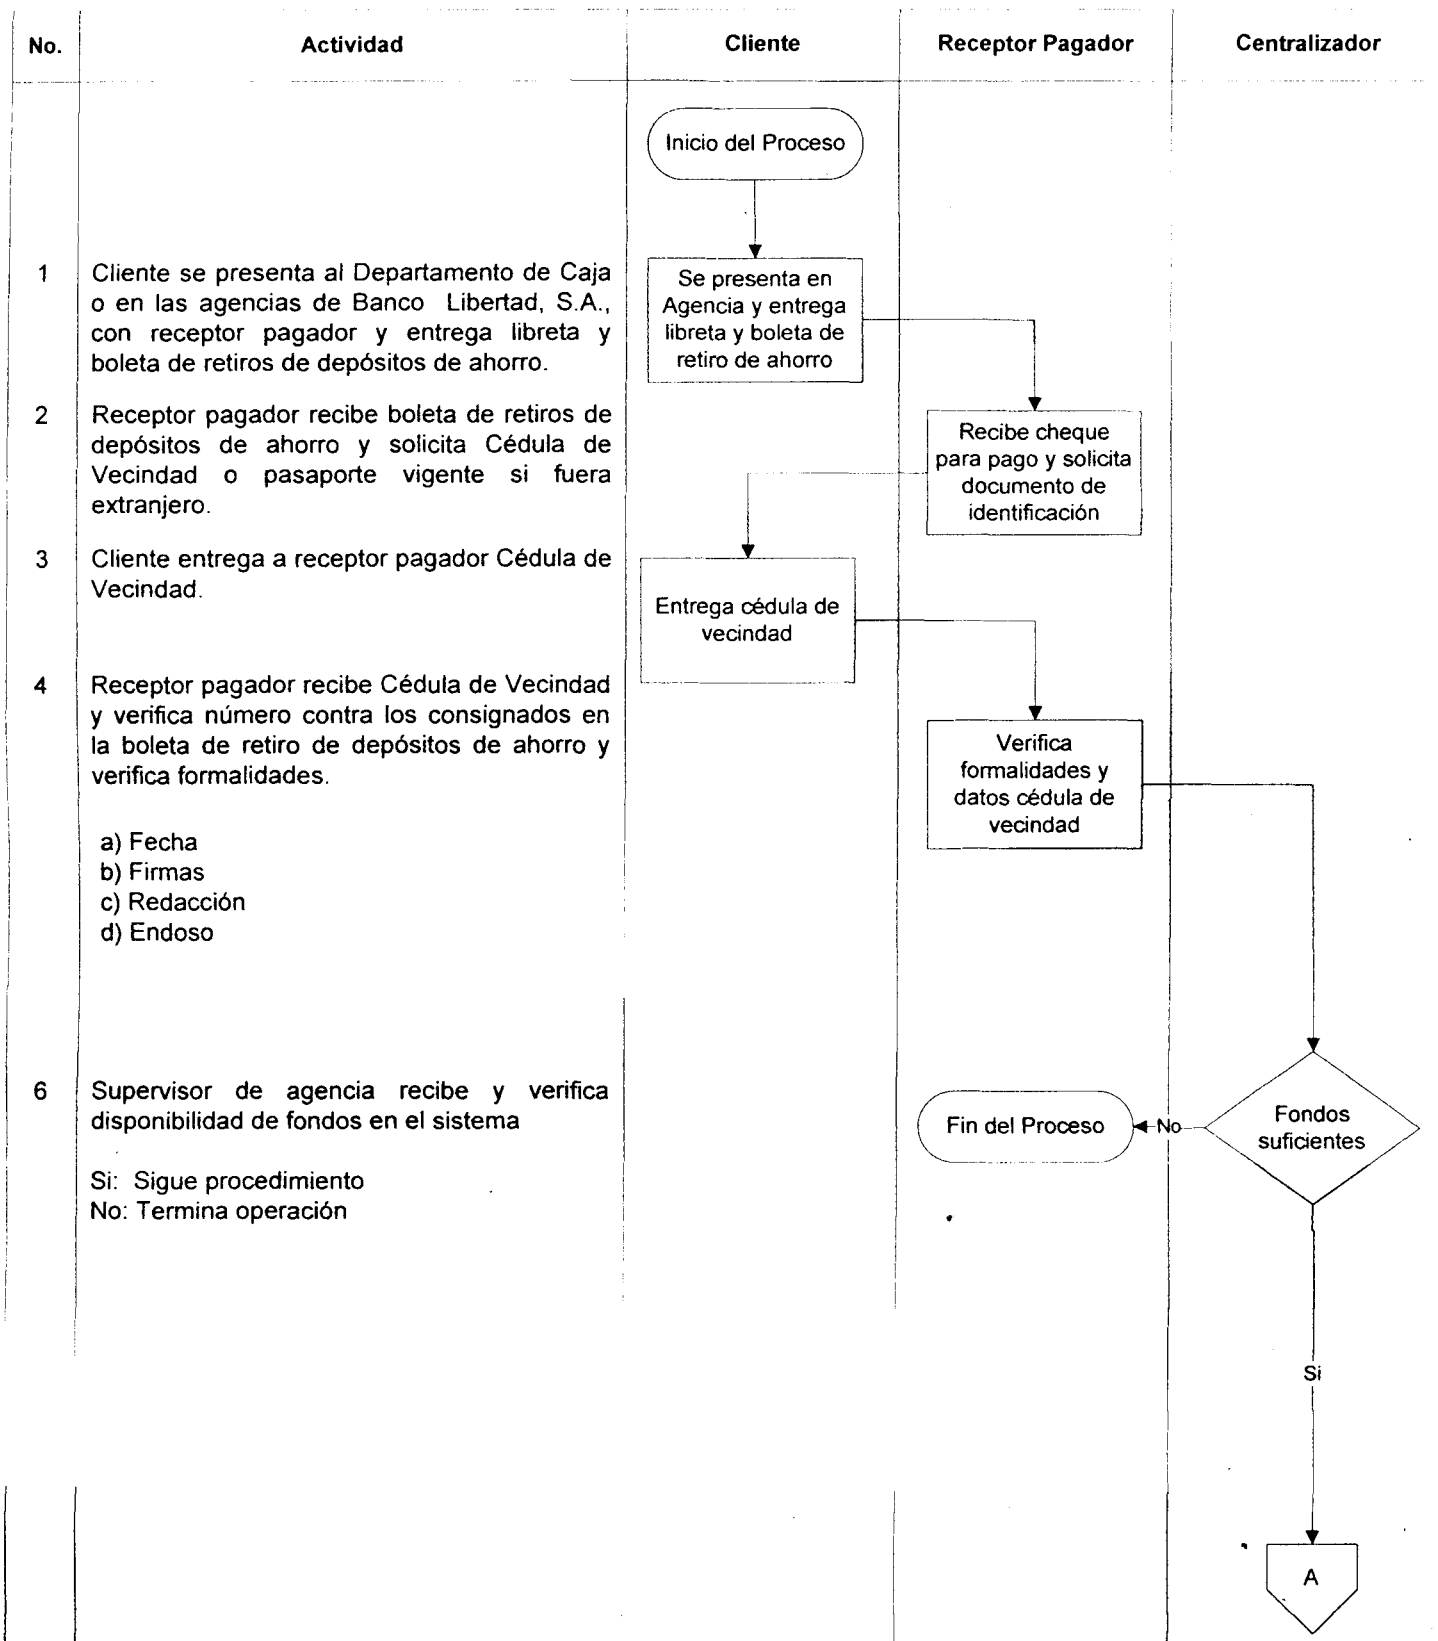 No.
Actividad
Cliente
Receptor Pagador
Centralizador
Inicio del Proceso
1
Cliente se presenta al Departamento de Caja
o en las agencias de Banco Libertad, S.A.,
con receptor pagador y entrega libreta y
boleta de retiros de depósitos de ahorro.
Se presenta en
Agencia y entrega
libreta y boleta de
retiro de ahorro
2
Receptor pagador recibe boleta de retiros de
depósitos de ahorro y solicita Cédula de
Vecindad o pasaporte vigente si fuera
extranjero.
Recibe cheque
para pago y solicita
documento de
identificación
3
Cliente entrega a receptor pagador Cédula de
Vecindad.
Entrega cédula de
vecindad
4
Receptor pagador recibe Cédula de Vecindad
y verifica número contra los consignados en
la boleta de retiro de depósitos de ahorro y
verifica formalidades.
Verifica
formalidades y
datos cédula de
vecindad
a) Fecha
b) Firmas
c) Redacción
d) Endoso
6
Supervisor de agencia recibe y verifica
disponibilidad de fondos en el sistema
Si: Sigue procedimiento
No: Termina operación
Fin del Proceso
No
Fondos
suficientes
Si
A